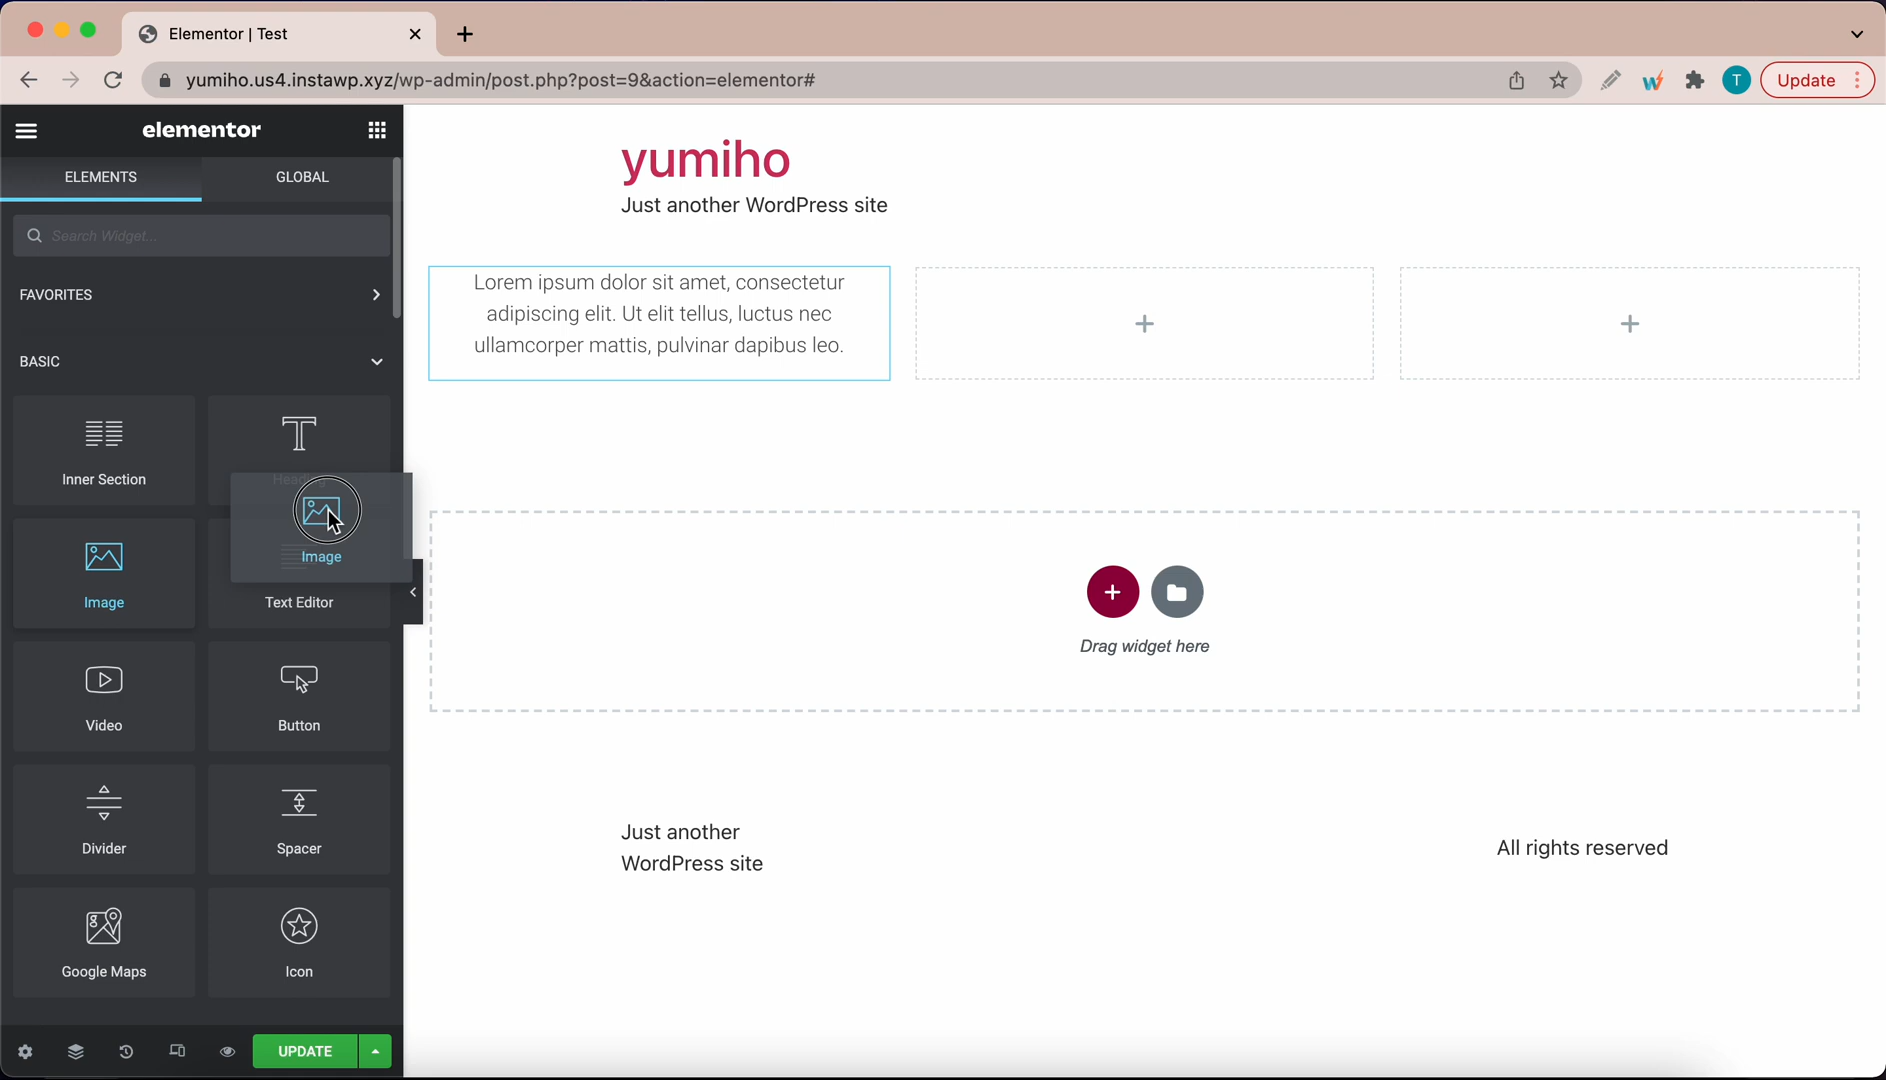 Elementor | Test
yumiho.us4.instawp.xyz/wp-admin/post.php?post=9&action=elementor#
T
Update
elementor
ELEMENTS
GLOBAL
Search Widget...
FAVORITES
BASIC
Inner Section
Heading
Image
Image
Text Editor
Video
Button
Divider
Spacer
Google Maps
Icon
UPDATE
yumiho
Just another WordPress site
Lorem ipsum dolor sit amet, consectetur
adipiscing elit. Ut elit tellus, luctus nec
ullamcorper mattis, pulvinar dapibus leo.
Drag widget here
Just another
WordPress site
All rights reserved